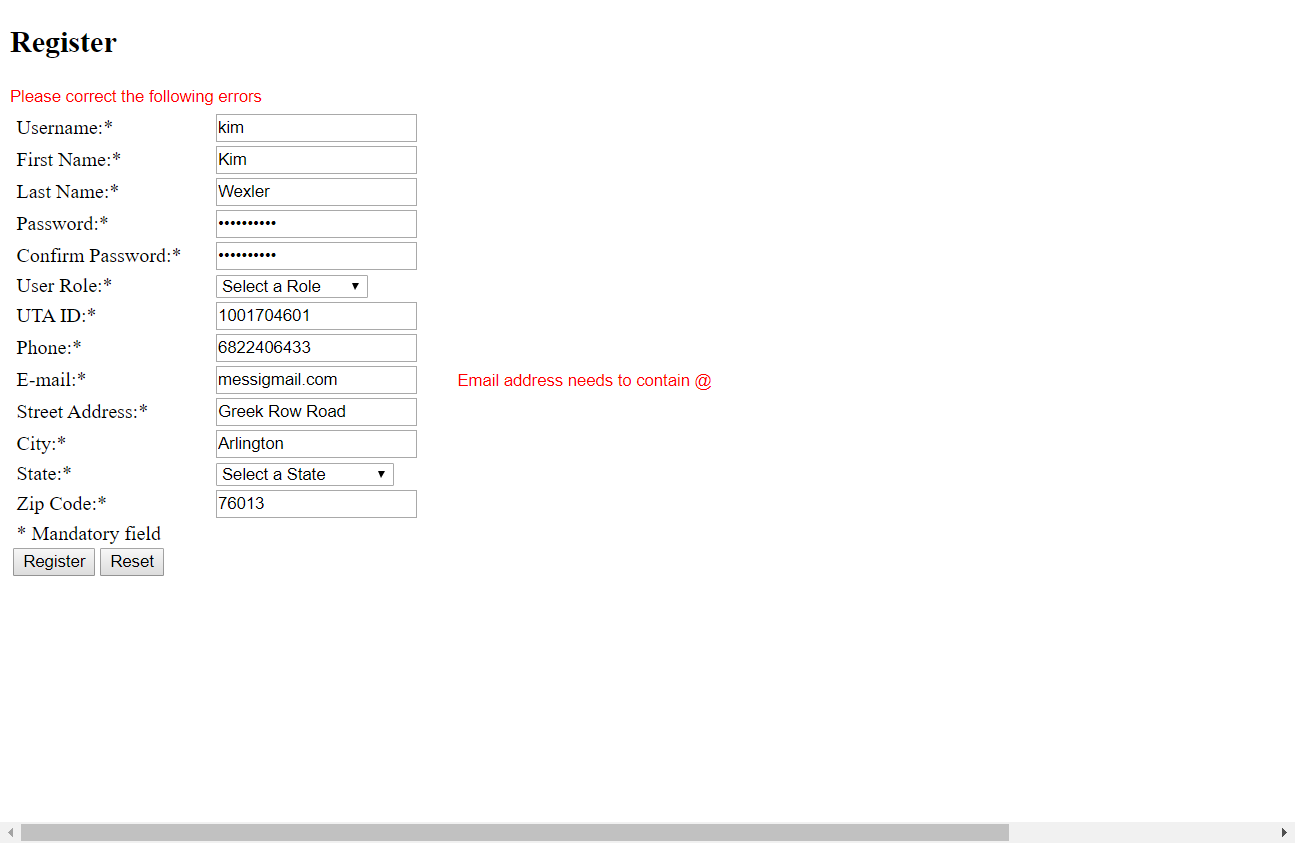 Register
Please correct the following errors
Username:* kim
First Name:* Kim
Last Name:* Wexler
Password:* ••••••••••
Confirm Password:* ••••••••••
User Role:* Select a Role
UTA ID:* 1001704601
Phone:* 6822406433
E-mail:* messigmail.com Email address needs to contain @
Street Address:* Greek Row Road
City:* Arlington
State:* Select a State
Zip Code:* 76013
* Mandatory field
Register Reset